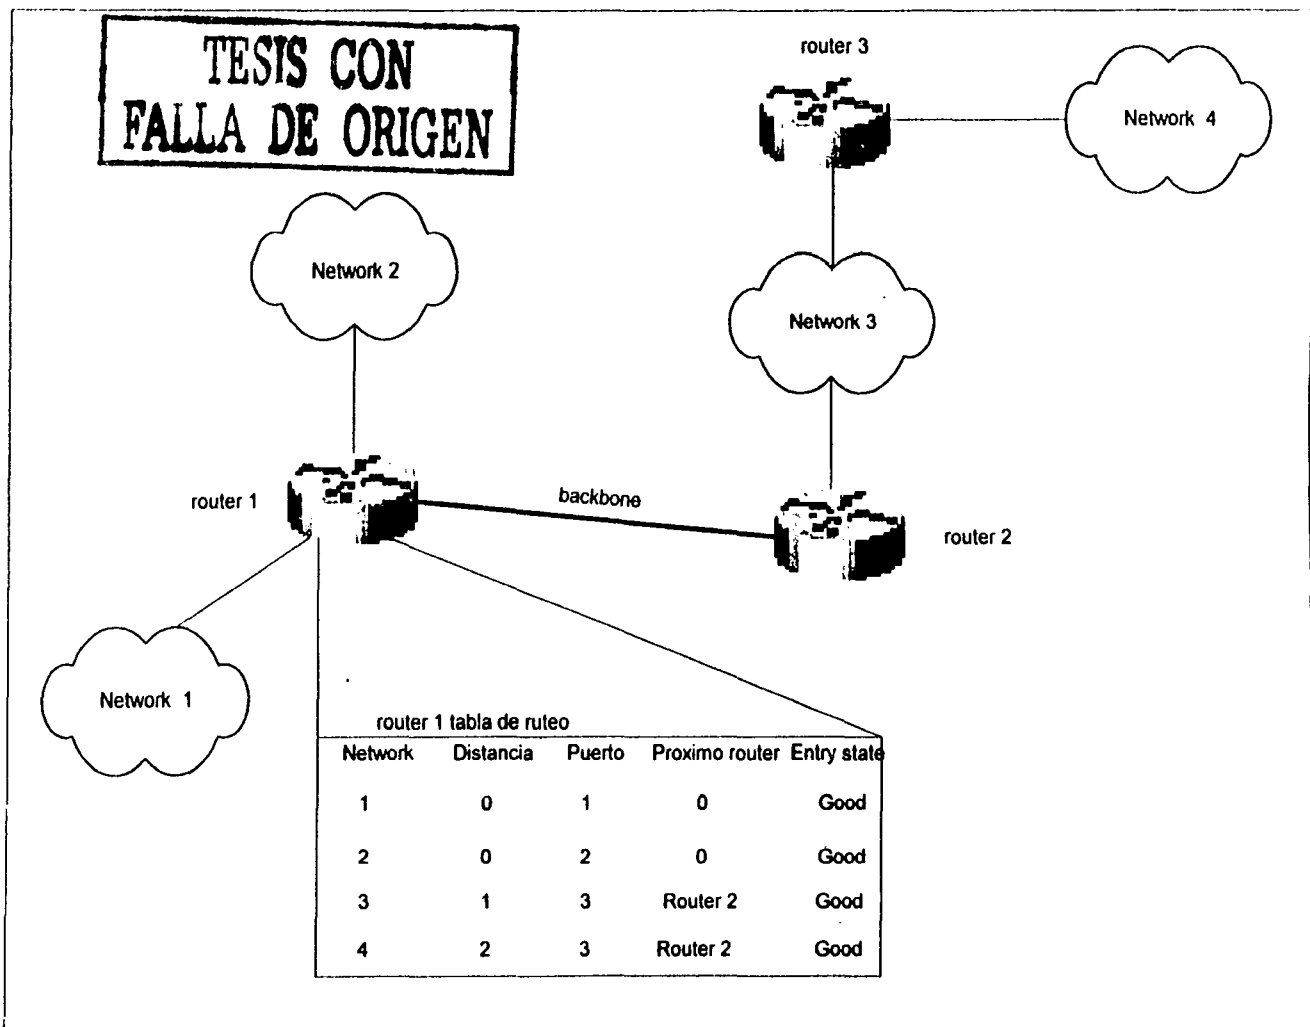 TESIS CON
FALLA DE ORIGEN
router 3
Network 4
Network 2
Network 3
router 1
backbone
router 2
Network 1
router 1 tabla de ruteo
Network Distancia Puerto Proximo router Entry state
1 0 1 0 Good
2 0 2 0 Good
3 1 3 Router 2 Good
4 2 3 Router 2 Good